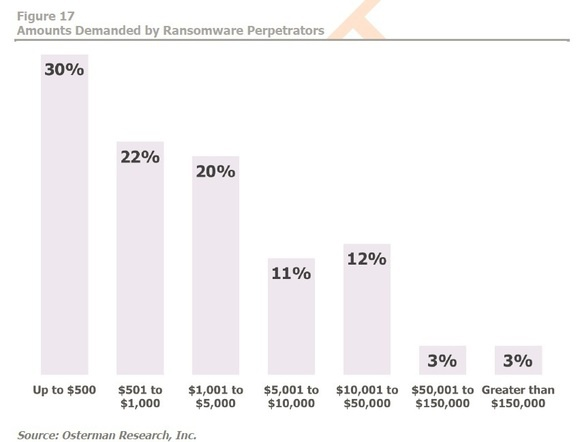 Figure 17
Amounts Demanded by Ransomware Perpetrators
30%
22%
20%
11%
12%
3%
3%
Up to $500
$501 to
$1,000
$1,001 to
$5,000
$5,001 to
$10,000
$10,001 to
$50,000
$50,001 to
$150,000
Greater than
$150,000
Source: Osterman Research, Inc.